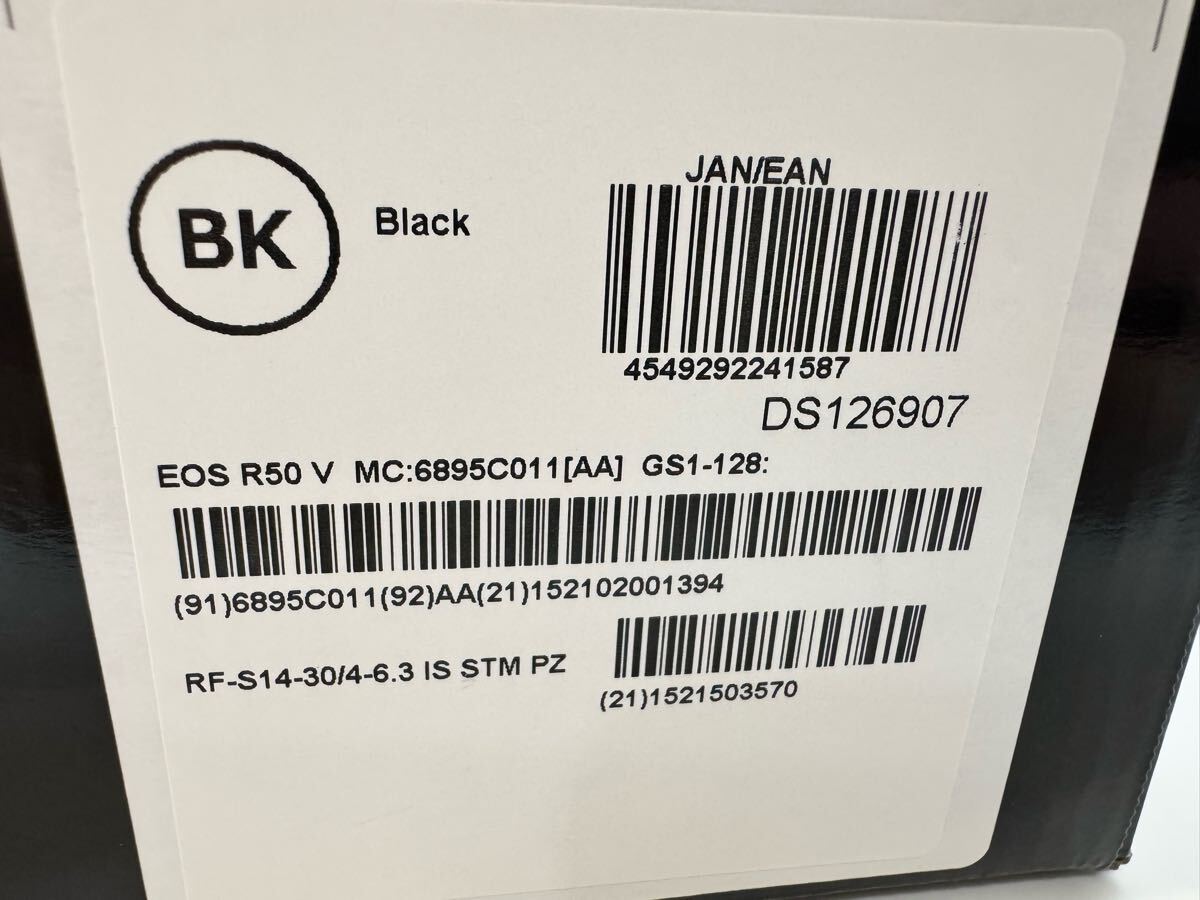 BK
Black
JAN/EAN
4549292241587
DS126907
EOS R50 V MC:6895C011[AA] GS1-128:
(91)6895C011(92)AA(21)152102001394
RF-S14-30/4-6.3 IS STM PZ
(21)1521503570